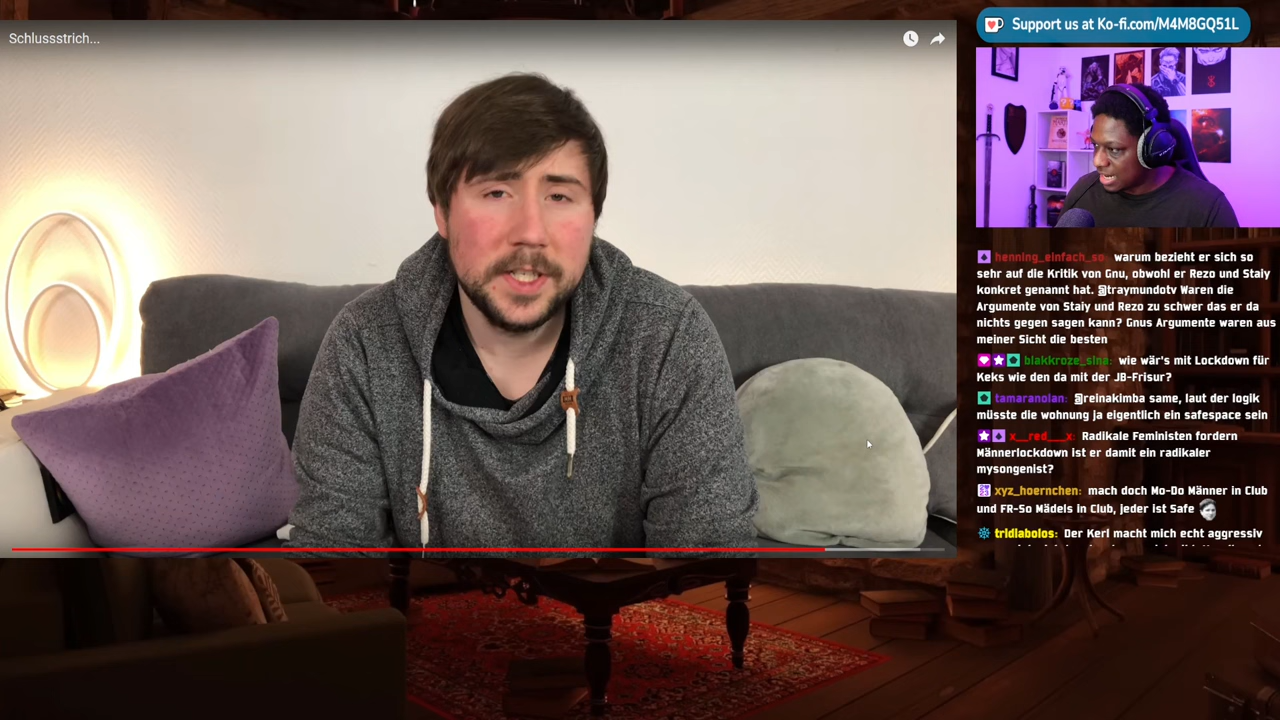 Schlussstrich...
Support us at Ko-fi.com/M4M8GQ51L
henning_einfach_so warum bezieht er sich so
sehr auf die Kritik von Gnu, obwohl er Rezo und Staiy
konkret genannt hat. @traymundotv Waren die
Argumente von Staiy und Rezo zu schwer das er da
nichts gegen sagen kann? Gnus Argumente waren aus
meiner Sicht die besten
blakkroze_sina: wie wär's mit Lockdown für
Keks wie den da mit der JB-Frisur?
tamaranolan: @reinakimba same, laut der logik
müsste die wohnung ja eigentlich ein safespace sein
x__red___x: Radikale Feministen fordern
Männerlockdown ist er damit ein radikaler
mysongenist?
xyz_hoernchen: mach doch Mo-Do Männer in Club
und FR-So Mädels in Club, jeder ist Safe
tridiabolos: Der Kerl macht mich echt aggressiv